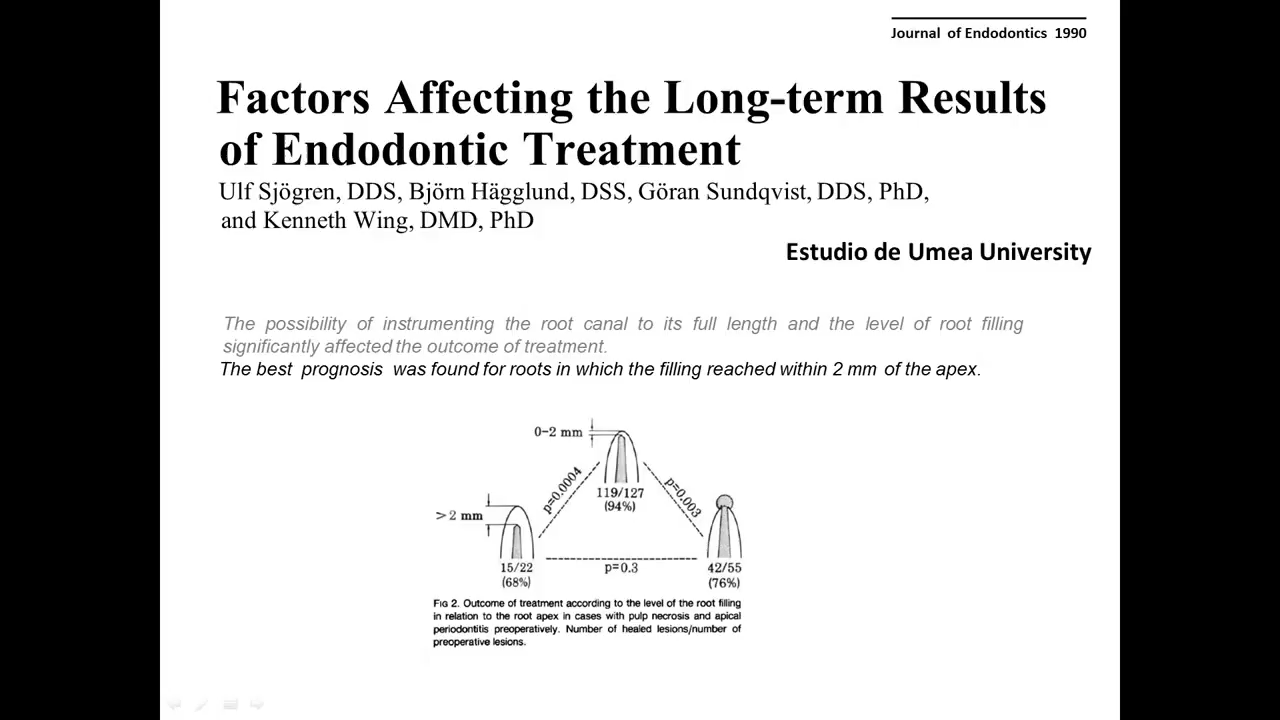 Journal of Endodontics 1990
Factors Affecting the Long-term Results
of Endodontic Treatment
Ulf Sjögren, DDS, Björn Hägglund, DSS, Göran Sundqvist, DDS, PhD,
and Kenneth Wing, DMD, PhD
Estudio de Umea University
The possibility of instrumenting the root canal to its full length and the level of root filling
significantly affected the outcome of treatment.
The best prognosis was found for roots in which the filling reached within 2 mm of the apex.
0-2 mm
p=0.0004
p=0.003
119/127
(94%)
>2 mm
15/22
(68%)
p=0.3
42/55
(76%)
FIG 2. Outcome of treatment according to the level of the root filling
in relation to the root apex in cases with pulp necrosis and apical
periodontitis preoperatively. Number of healed lesions/number of
preoperative lesions.